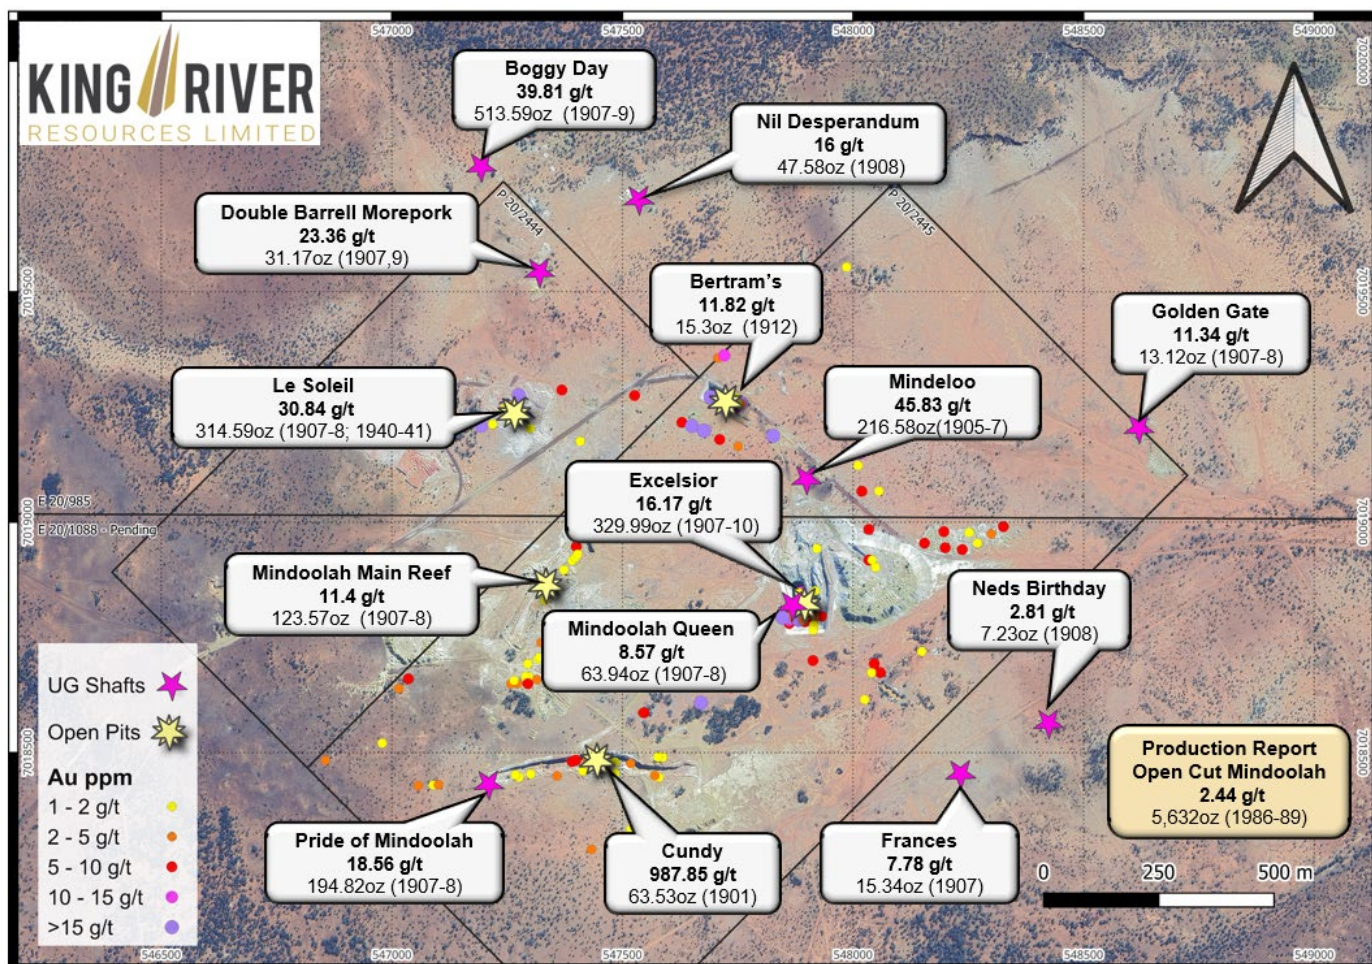 547000
547500
548000
548500
549000
7020000
KING RIVER
RESOURCES LIMITED
Boggy Day
39.81 g/t
513.59oz (1907-9)
Nil Desperandum
16 g/t
47.58oz (1908)
P 20/2444
P 20/2445
Double Barrell Morepork
23.36 g/t
31.17oz (1907,9)
7019500
7019500
Bertram's
11.82 g/t
15.3oz (1912)
Golden Gate
11.34 g/t
13.12oz (1907-8)
Le Soleil
30.84 g/t
314.59oz (1907-8; 1940-41)
Mindeloo
45.83 g/t
216.58oz(1905-7)
Excelsior
16.17 g/t
329.99oz (1907-10)
7019000
E 20/985
E 20/1088 - Pending
7019000
Mindoolah Main Reef
11.4 g/t
123.57oz (1907-8)
Neds Birthday
2.81 g/t
7.23oz (1908)
Mindoolah Queen
8.57 g/t
63.94oz (1907-8)
UG Shafts
Open Pits
Au ppm
1 - 2 g/t
2 - 5 g/t
5 - 10 g/t
10 - 15 g/t
>15 g/t
7018500
7018500
Production Report
Open Cut Mindoolah
2.44 g/t
5,632oz (1986-89)
Pride of Mindoolah
18.56 g/t
194.82oz (1907-8)
Cundy
987.85 g/t
63.53oz (1901)
Frances
7.78 g/t
15.34oz (1907)
0 250 500 m
546500
547000
547500
548000
548500
549000